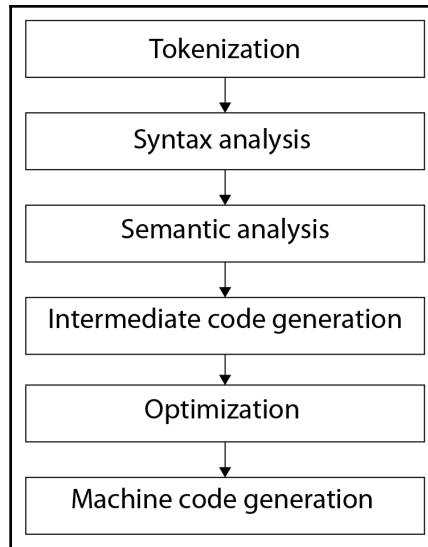 Tokenization
Syntax analysis
Semantic analysis
Intermediate code generation
Optimization
Machine code generation